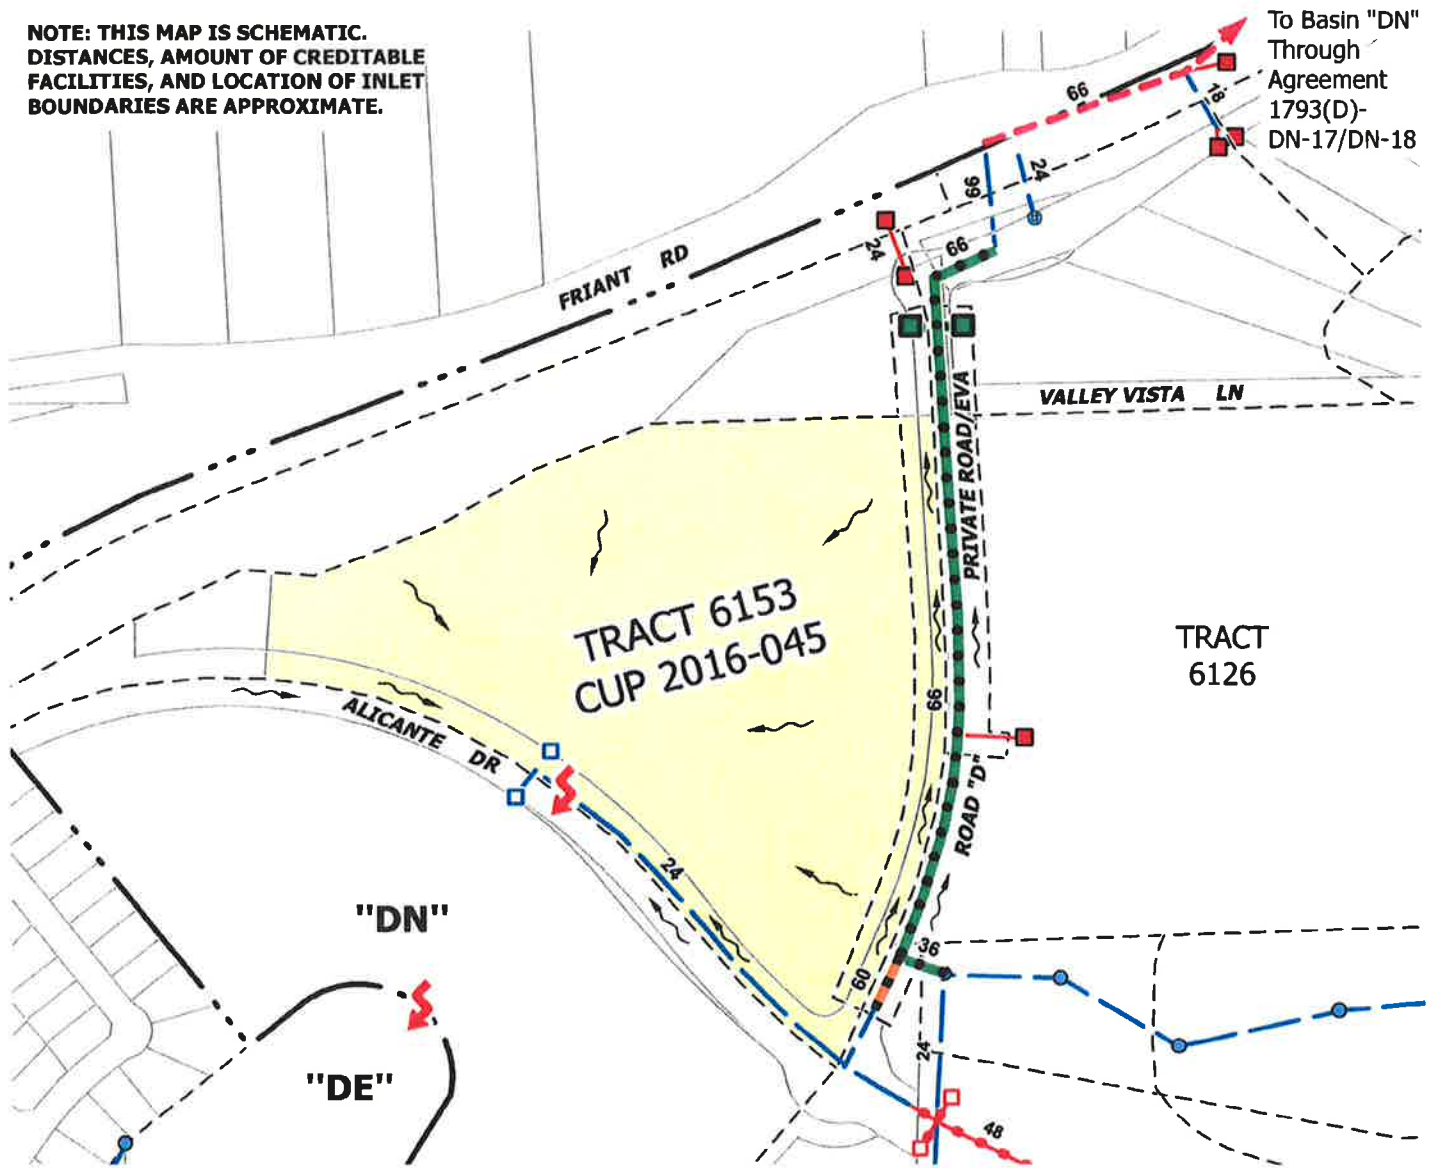 NOTE: THIS MAP IS SCHEMATIC.
DISTANCES, AMOUNT OF CREDITABLE
FACILITIES, AND LOCATION OF INLET
BOUNDARIES ARE APPROXIMATE.
To Basin "DN"
Through
Agreement
1793(D)-
DN-17/DN-18
66
18
66
24
24
66
FRIANT RD
VALLEY VISTA LN
PRIVATE ROAD/EVA
TRACT 6153
CUP 2016-045
TRACT
6126
66
ALICANTE DR
ROAD "D"
24
"DN"
36
60
24
"DE"
48